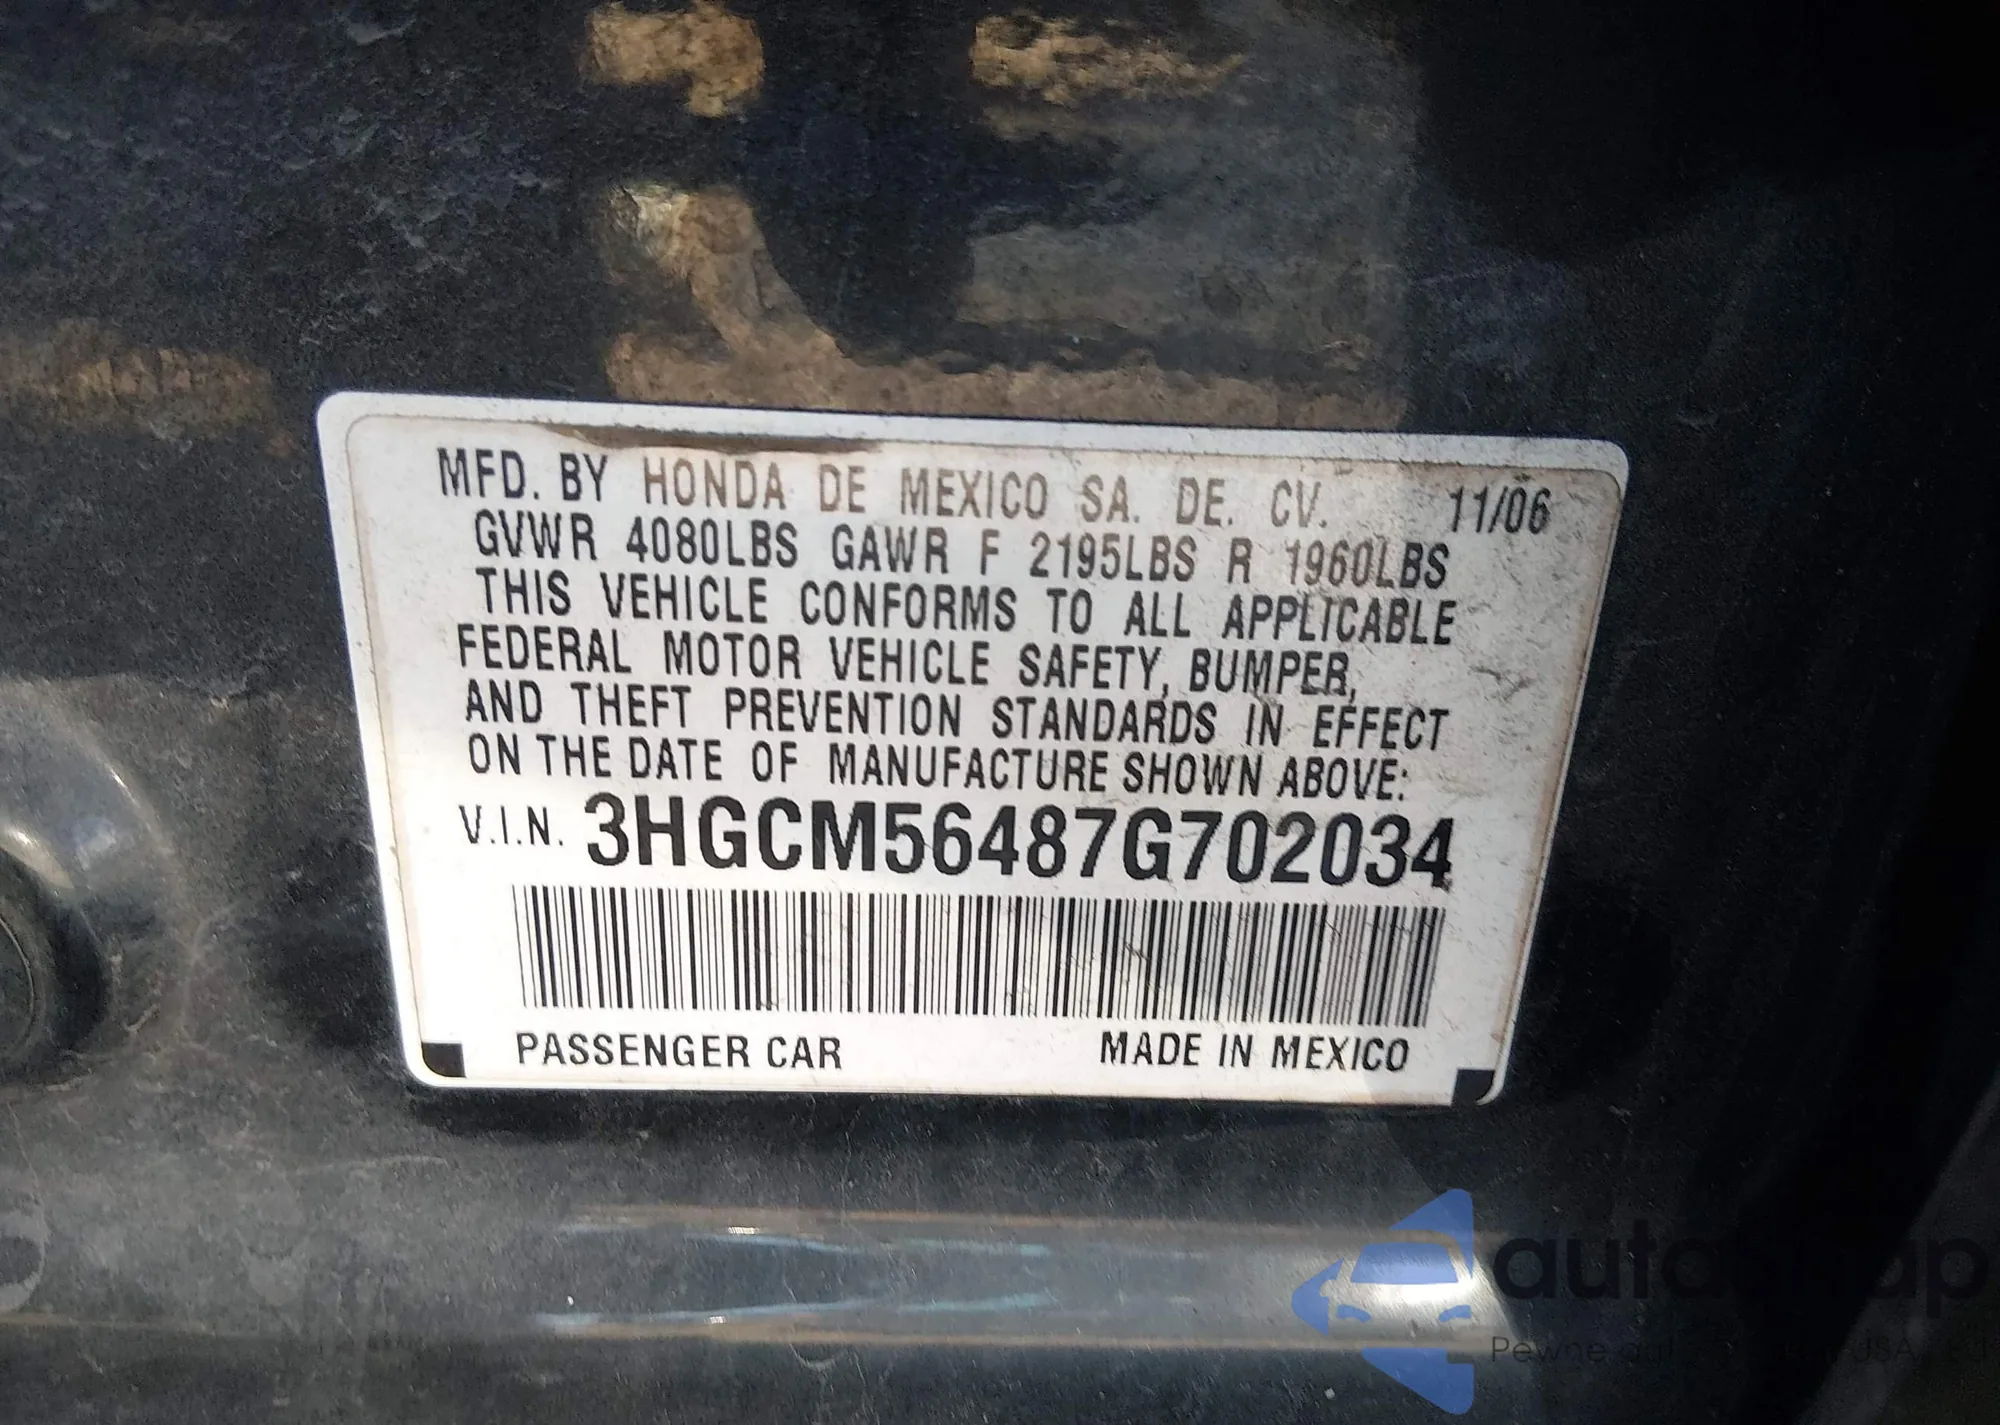 MFD. BY HONDA DE MEXICO SA. DE. CV. 11/06
GVWR 4080LBS GAWR F 2195LBS R 1960LBS
THIS VEHICLE CONFORMS TO ALL APPLICABLE
FEDERAL MOTOR VEHICLE SAFETY, BUMPER,
AND THEFT PREVENTION STANDARDS IN EFFECT
ON THE DATE OF MANUFACTURE SHOWN ABOVE:
V.I.N. 3HGCM56487G702034
PASSENGER CAR MADE IN MEXICO
Pewne